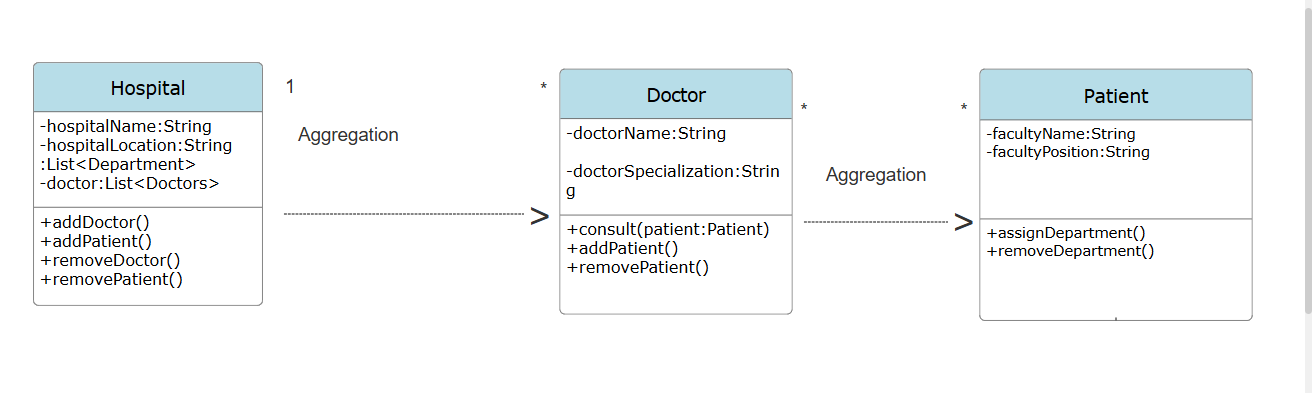 Hospital
-hospitalName:String
-hospitalLocation:String
:List<Department>
-doctor:List<Doctors>
+addDoctor()
+addPatient()
+removeDoctor()
+removePatient()
1
*
Aggregation
>
Doctor
-doctorName:String
-doctorSpecialization:Strin
g
+consult(patient:Patient)
+addPatient()
+removePatient()
*
*
Aggregation
>
Patient
-facultyName:String
-facultyPosition:String
+assignDepartment()
+removeDepartment()